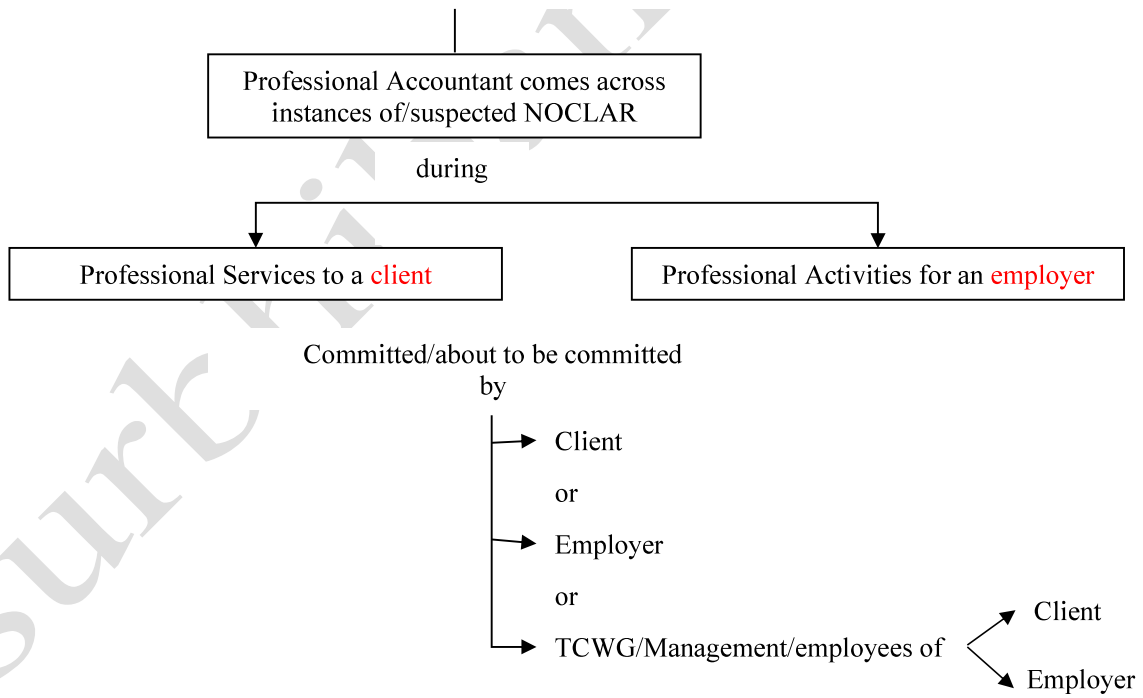 Professional Accountant comes across
instances of/suspected NOCLAR
during
Professional Services to a client
Professional Activities for an employer
Committed/about to be committed
by
Client
or
Employer
or
TCWG/Management/employees of
Client
Employer